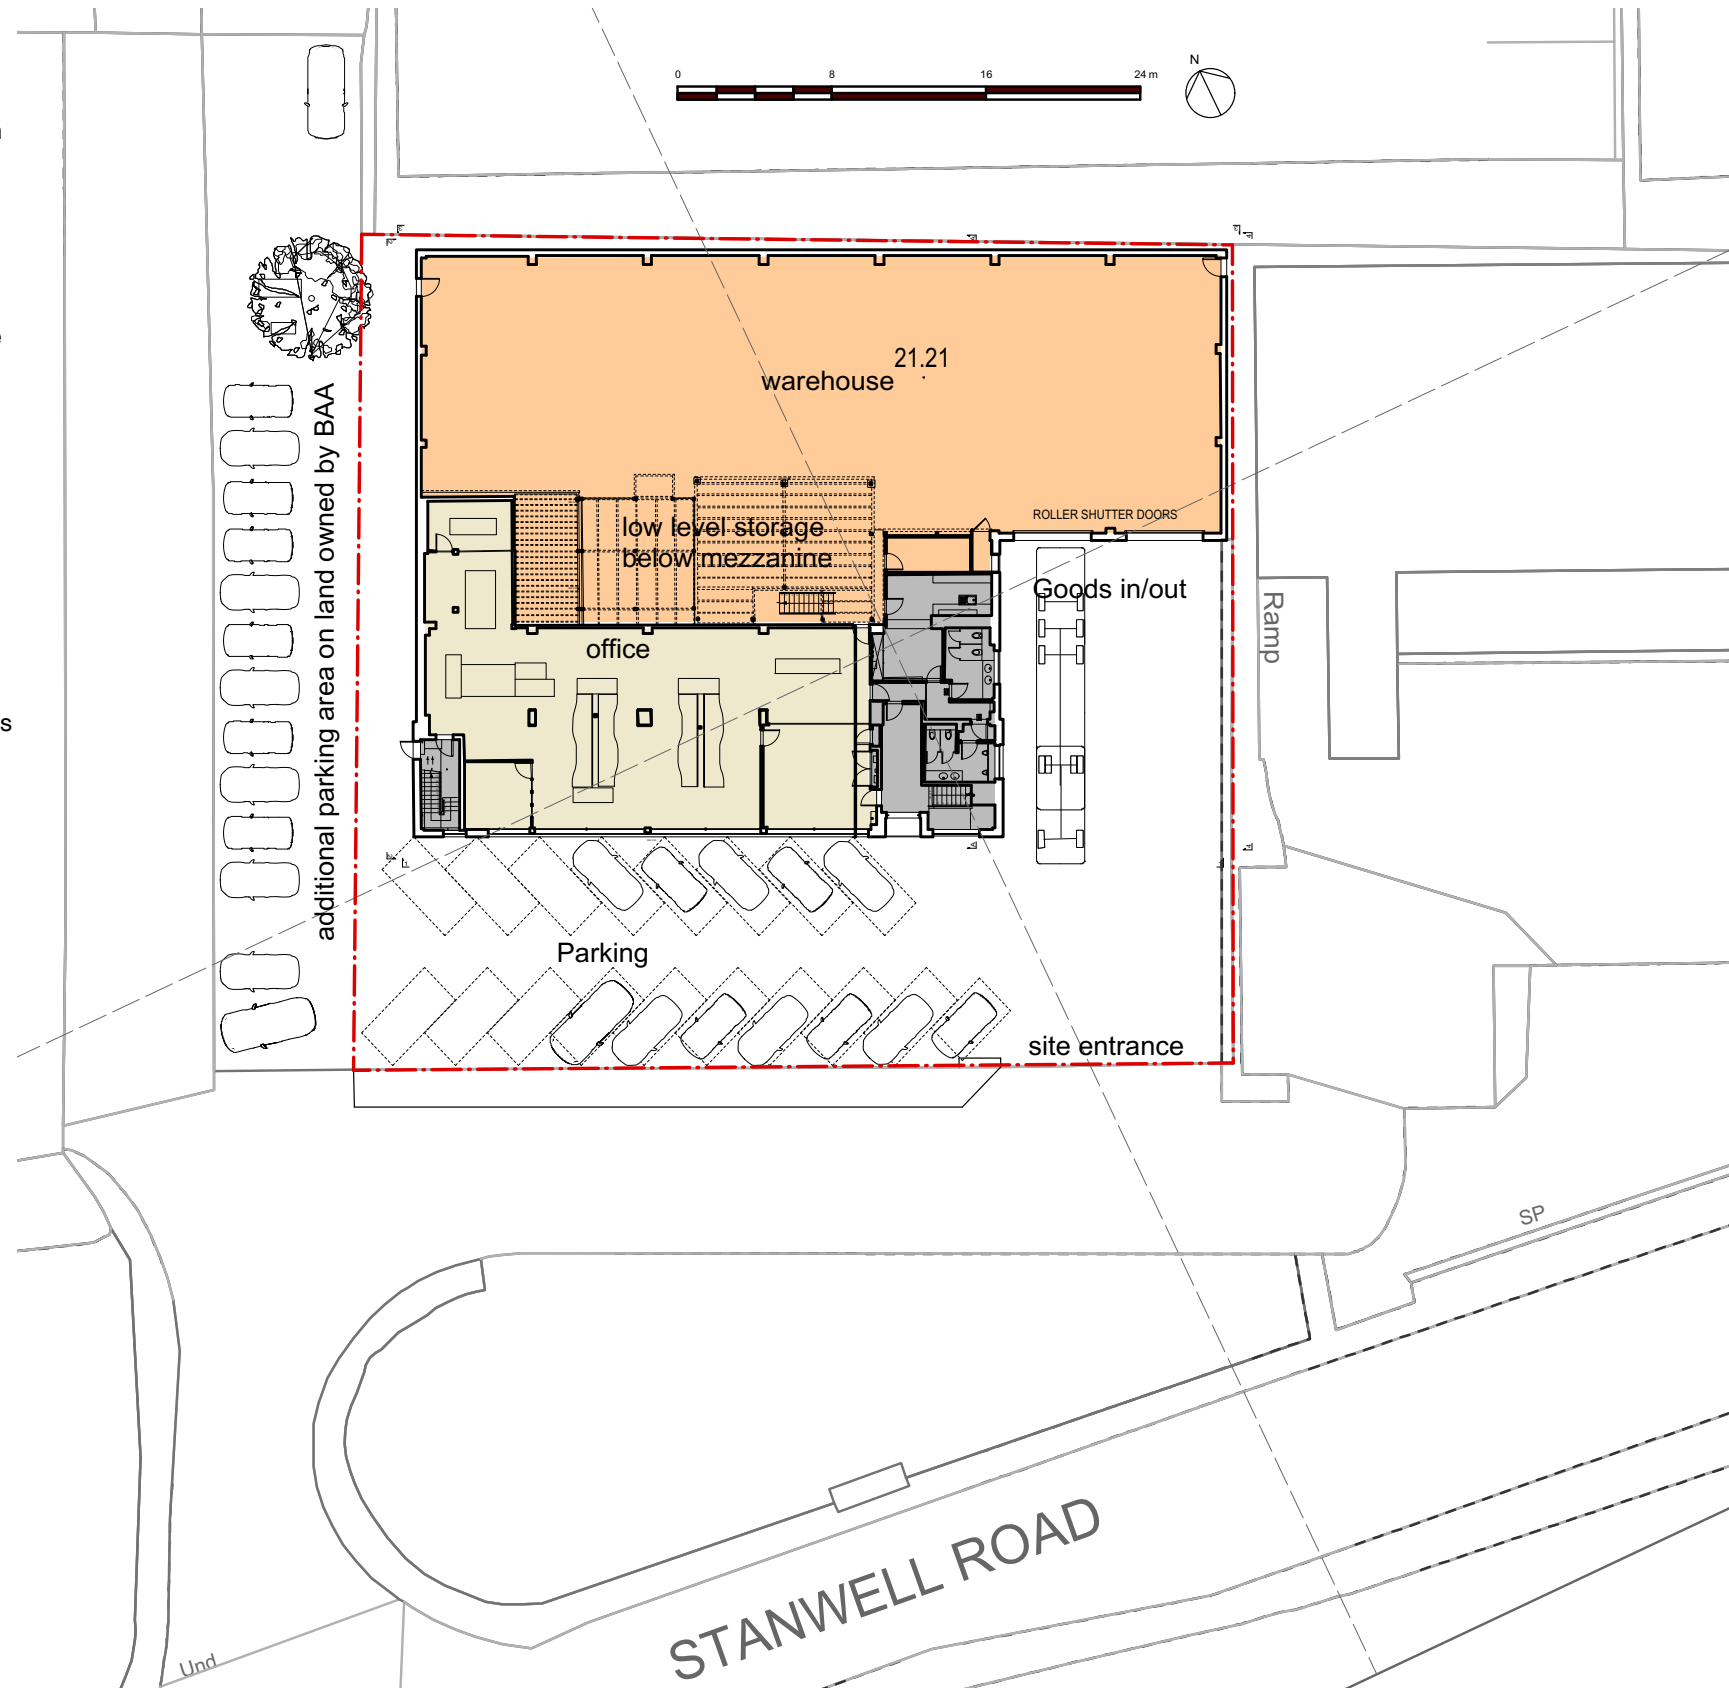 0 8 16 24 m
N
21.21
warehouse
ROLLER SHUTTER DOORS
low level storage
below mezzanine
Goods in/out
office
Ramp
additional parking area on land owned by BAA
s
Parking
site entrance
SP
STANWELL ROAD
Und